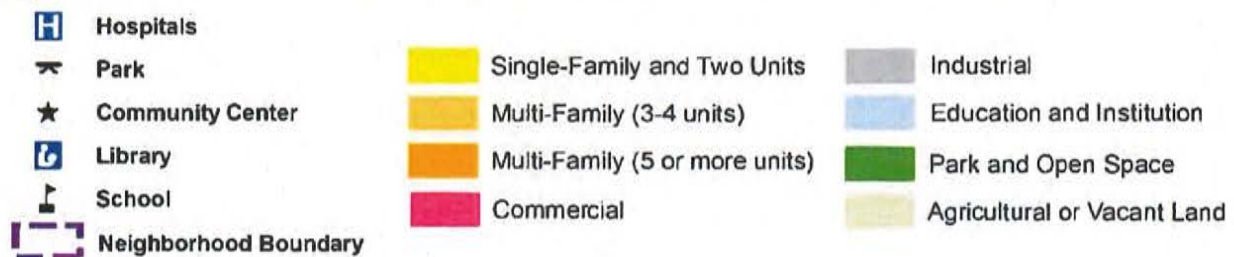 H Hospitals
Park
Community Center
Library
School
Neighborhood Boundary
Single-Family and Two Units
Multi-Family (3-4 units)
Multi-Family (5 or more units)
Commercial
Industrial
Education and Institution
Park and Open Space
Agricultural or Vacant Land